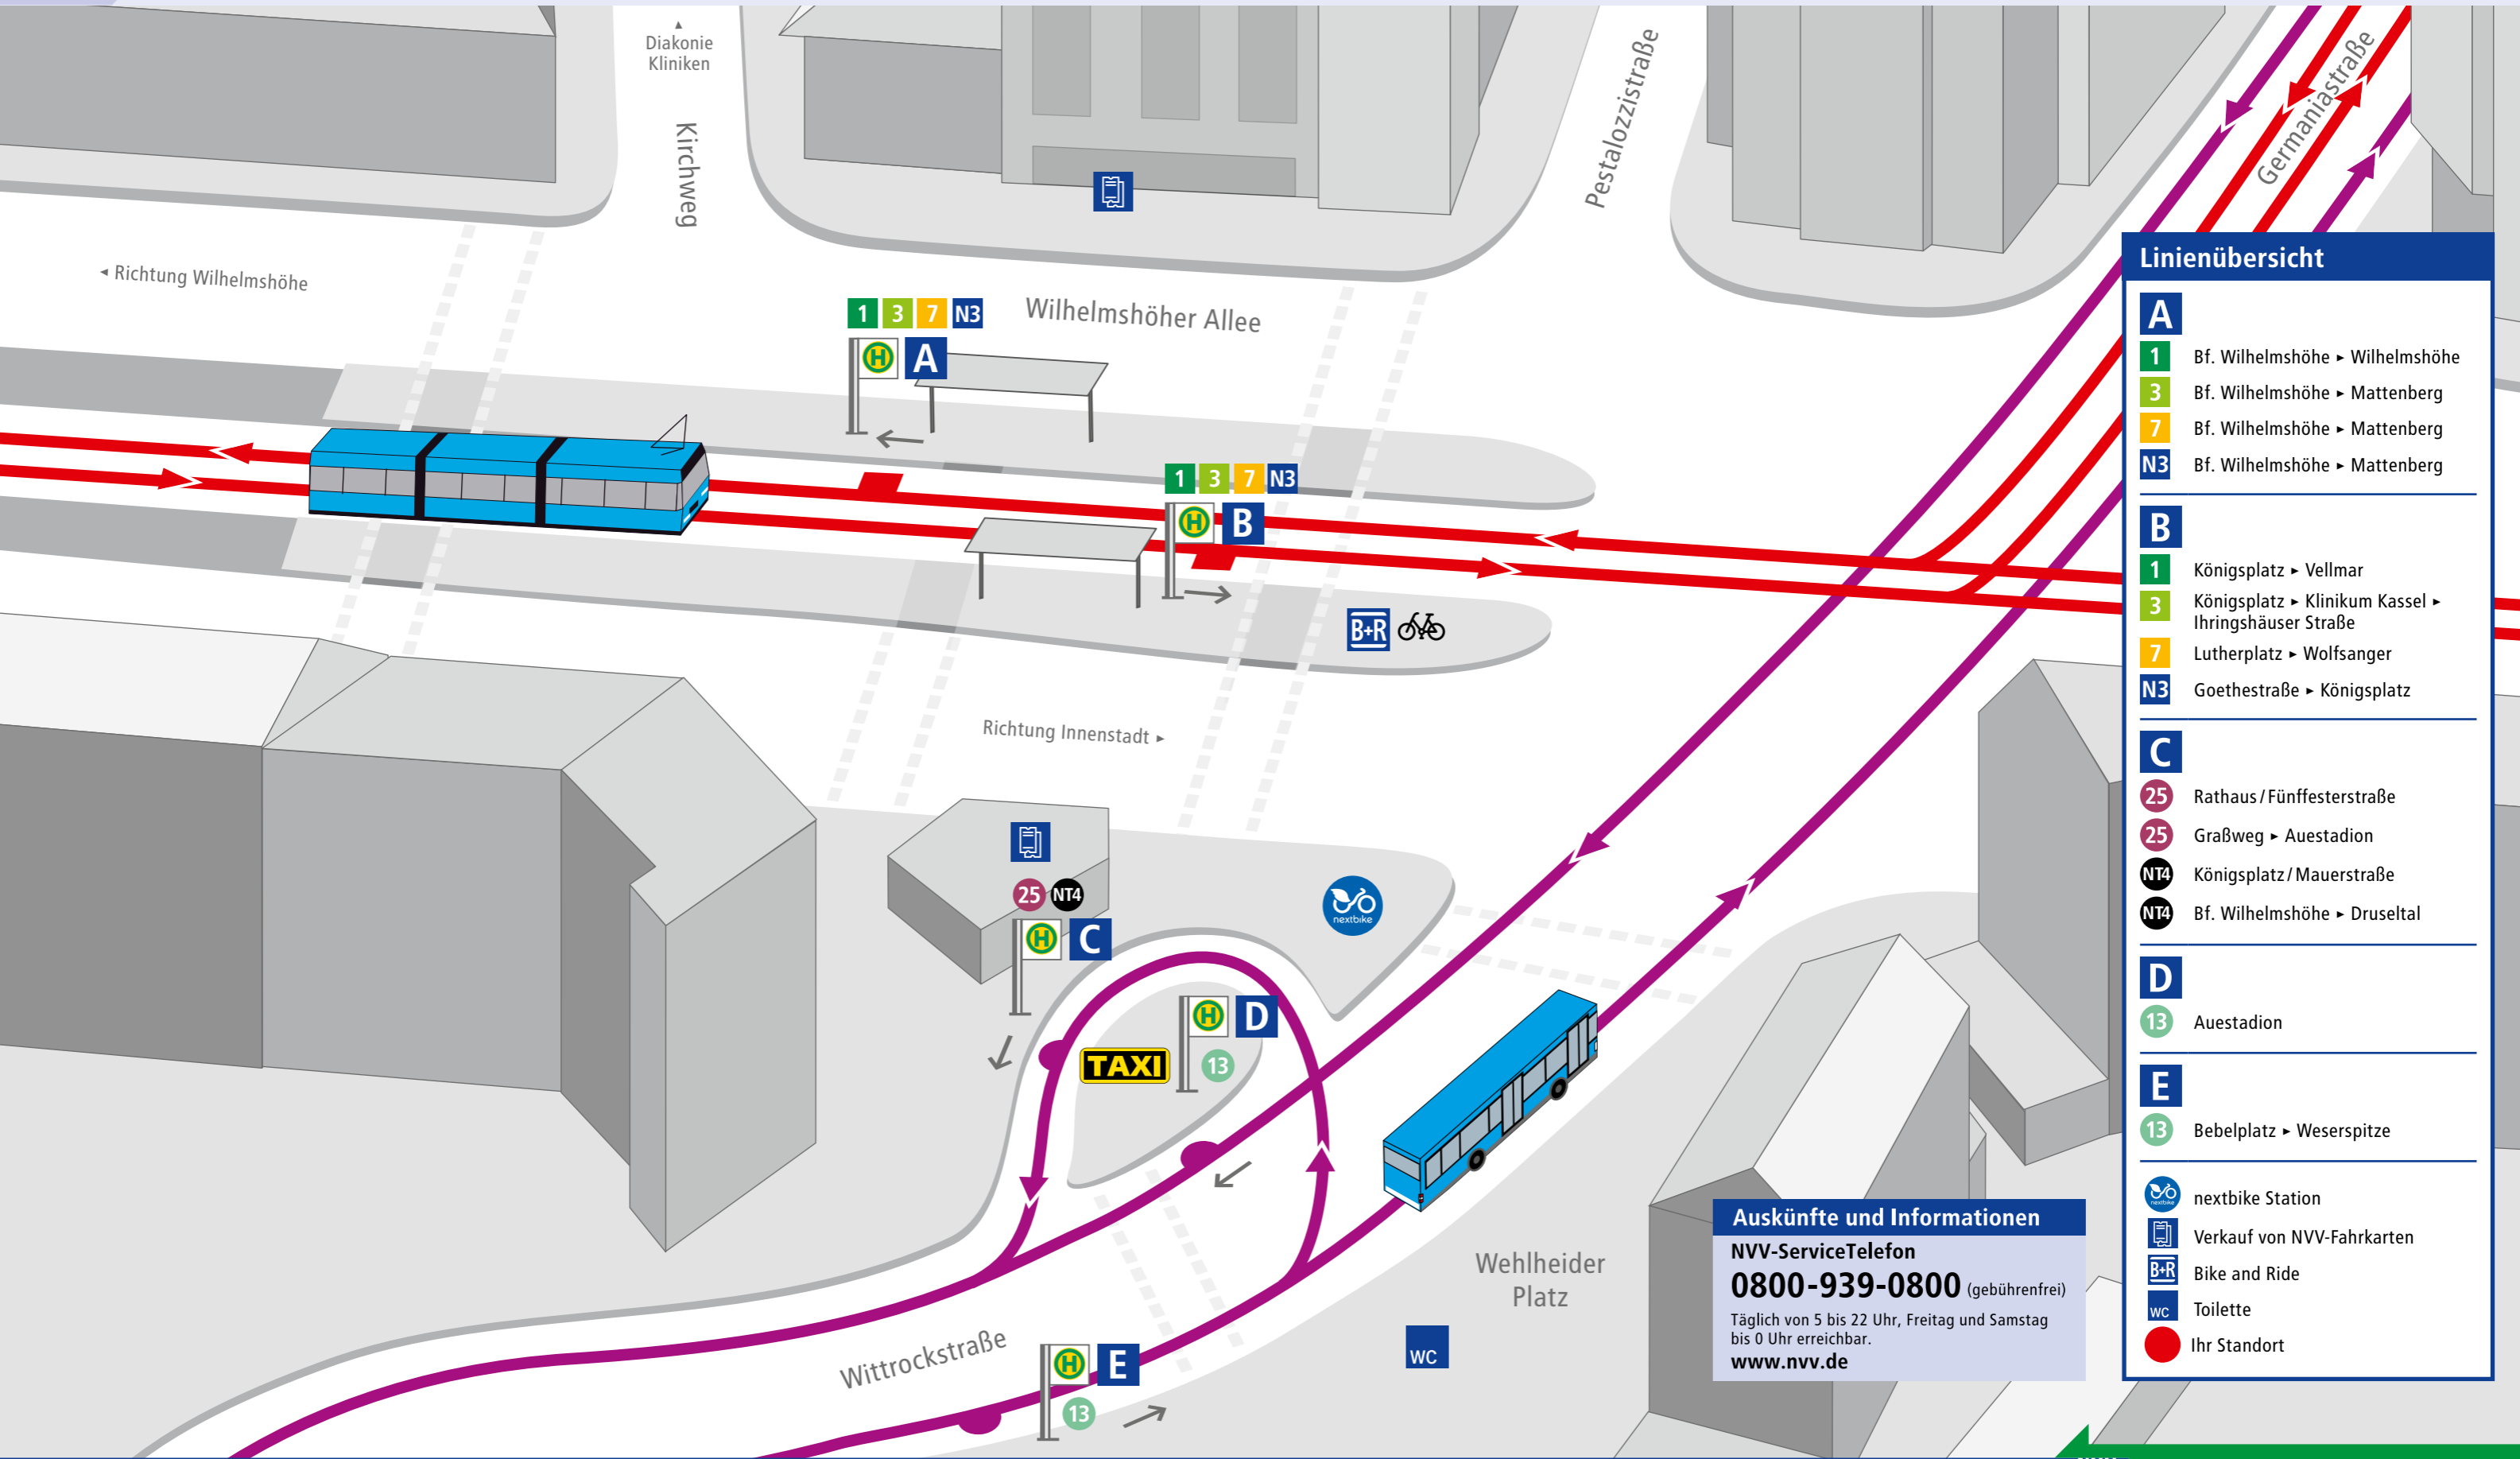 ▲
Diakonie
Kliniken
Kirchweg
Pestalozzistraße
Germaniastraße
◂ Richtung Wilhelmshöhe
Wilhelmshöher Allee
1 3 7 N3
H A
1 3 7 N3
H B
B+R
Richtung Innenstadt ▸
25 NT4
H C
nextbike
H D
TAXI
13
Wehlheider
Platz
Wittrockstraße
H E
13
WC
Linienübersicht
A
1 Bf. Wilhelmshöhe ▸ Wilhelmshöhe
3 Bf. Wilhelmshöhe ▸ Mattenberg
7 Bf. Wilhelmshöhe ▸ Mattenberg
N3 Bf. Wilhelmshöhe ▸ Mattenberg
B
1 Königsplatz ▸ Vellmar
3 Königsplatz ▸ Klinikum Kassel ▸
Ihringshäuser Straße
7 Lutherplatz ▸ Wolfsanger
N3 Goethestraße ▸ Königsplatz
C
25 Rathaus/Fünffesterstraße
25 Graßweg ▸ Auestadion
NT4 Königsplatz/Mauerstraße
NT4 Bf. Wilhelmshöhe ▸ Druseltal
D
13 Auestadion
E
13 Bebelplatz ▸ Weserspitze
nextbike nextbike Station
Verkauf von NVV-Fahrkarten
B+R Bike and Ride
WC Toilette
Ihr Standort
Auskünfte und Informationen
NVV-ServiceTelefon
0800-939-0800 (gebührenfrei)
Täglich von 5 bis 22 Uhr, Freitag und Samstag
bis 0 Uhr erreichbar.
www.nvv.de